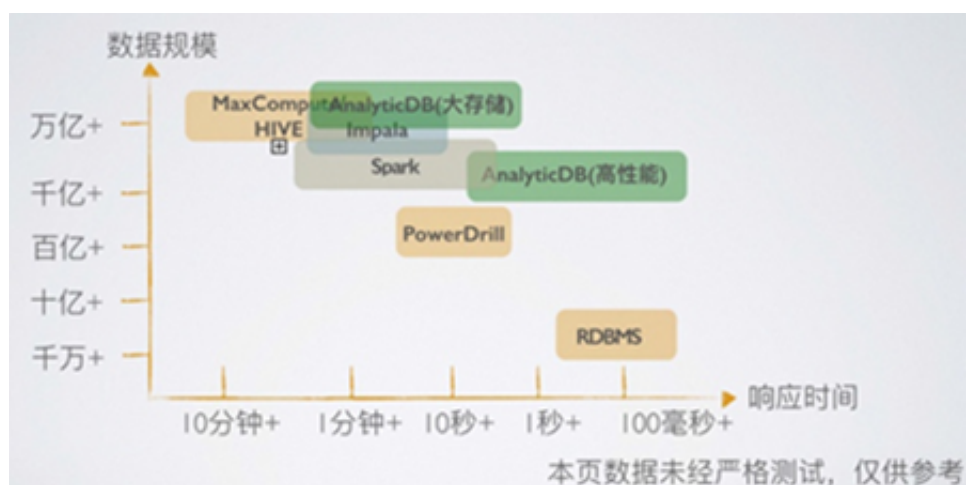 数据规模
万亿+
千亿+
百亿+
十亿+
千万+
MaxCompute/
HIVE
AnalyticDB(大存储)
Impala
Spark
AnalyticDB(高性能)
PowerDrill
RDBMS
10分钟+
1分钟+
10秒+
1秒+
100毫秒+
响应时间
本页数据未经严格测试，仅供参考